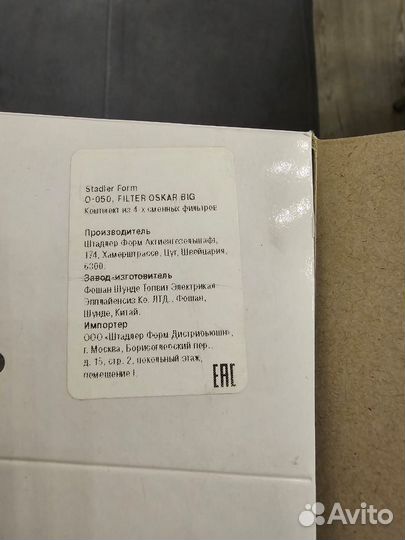 Stadler Form
O-050, FILTER OSKAR BIG
Комплект из 4-х сменных фильтров
Производитель
Штадлер Форм Актиенгезельшафт,
174, Хамерштрассе, Цуг, Швейцария,
6300.
Завод-изготовитель
Фошан Шунде Топвит Электрикал
Эпплайенсиз Ко. ЛТД., Фошан,
Шунде, Китай.
Импортер
ООО «Штадлер Форм Дистрибьюшн»,
г. Москва, Борисоглебский пер.,
д. 15, стр. 2, цокольный этаж,
помещение I.
EAC
Avito